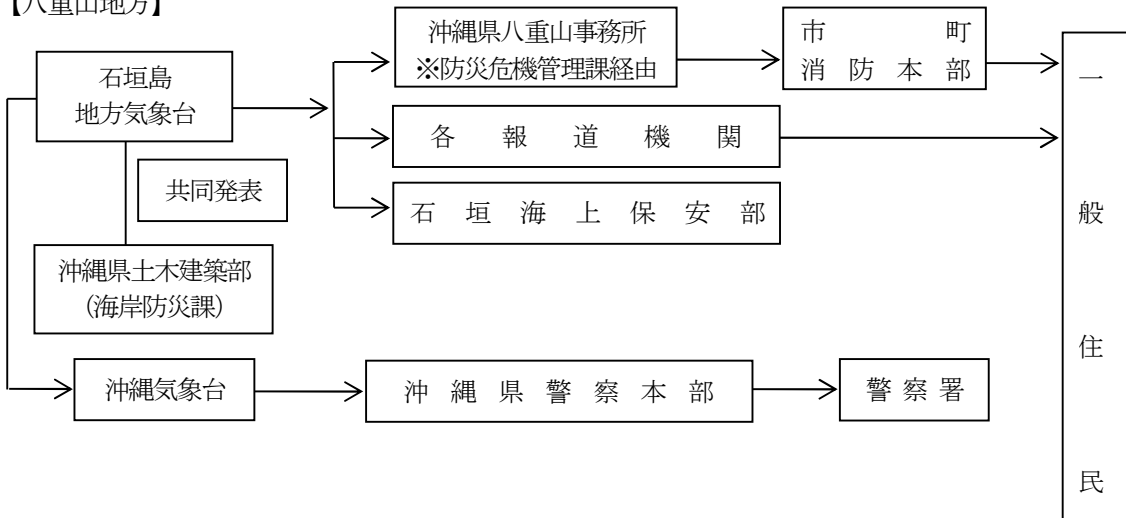 【八重山地方】
石垣島
地方気象台
共同発表
沖縄県土木建築部
(海岸防災課)
沖縄県八重山事務所
※防災危機管理課経由
市町
消防本部
各報道機関
石垣海上保安部
沖縄気象台
沖縄県警察本部
警察署
一般住民